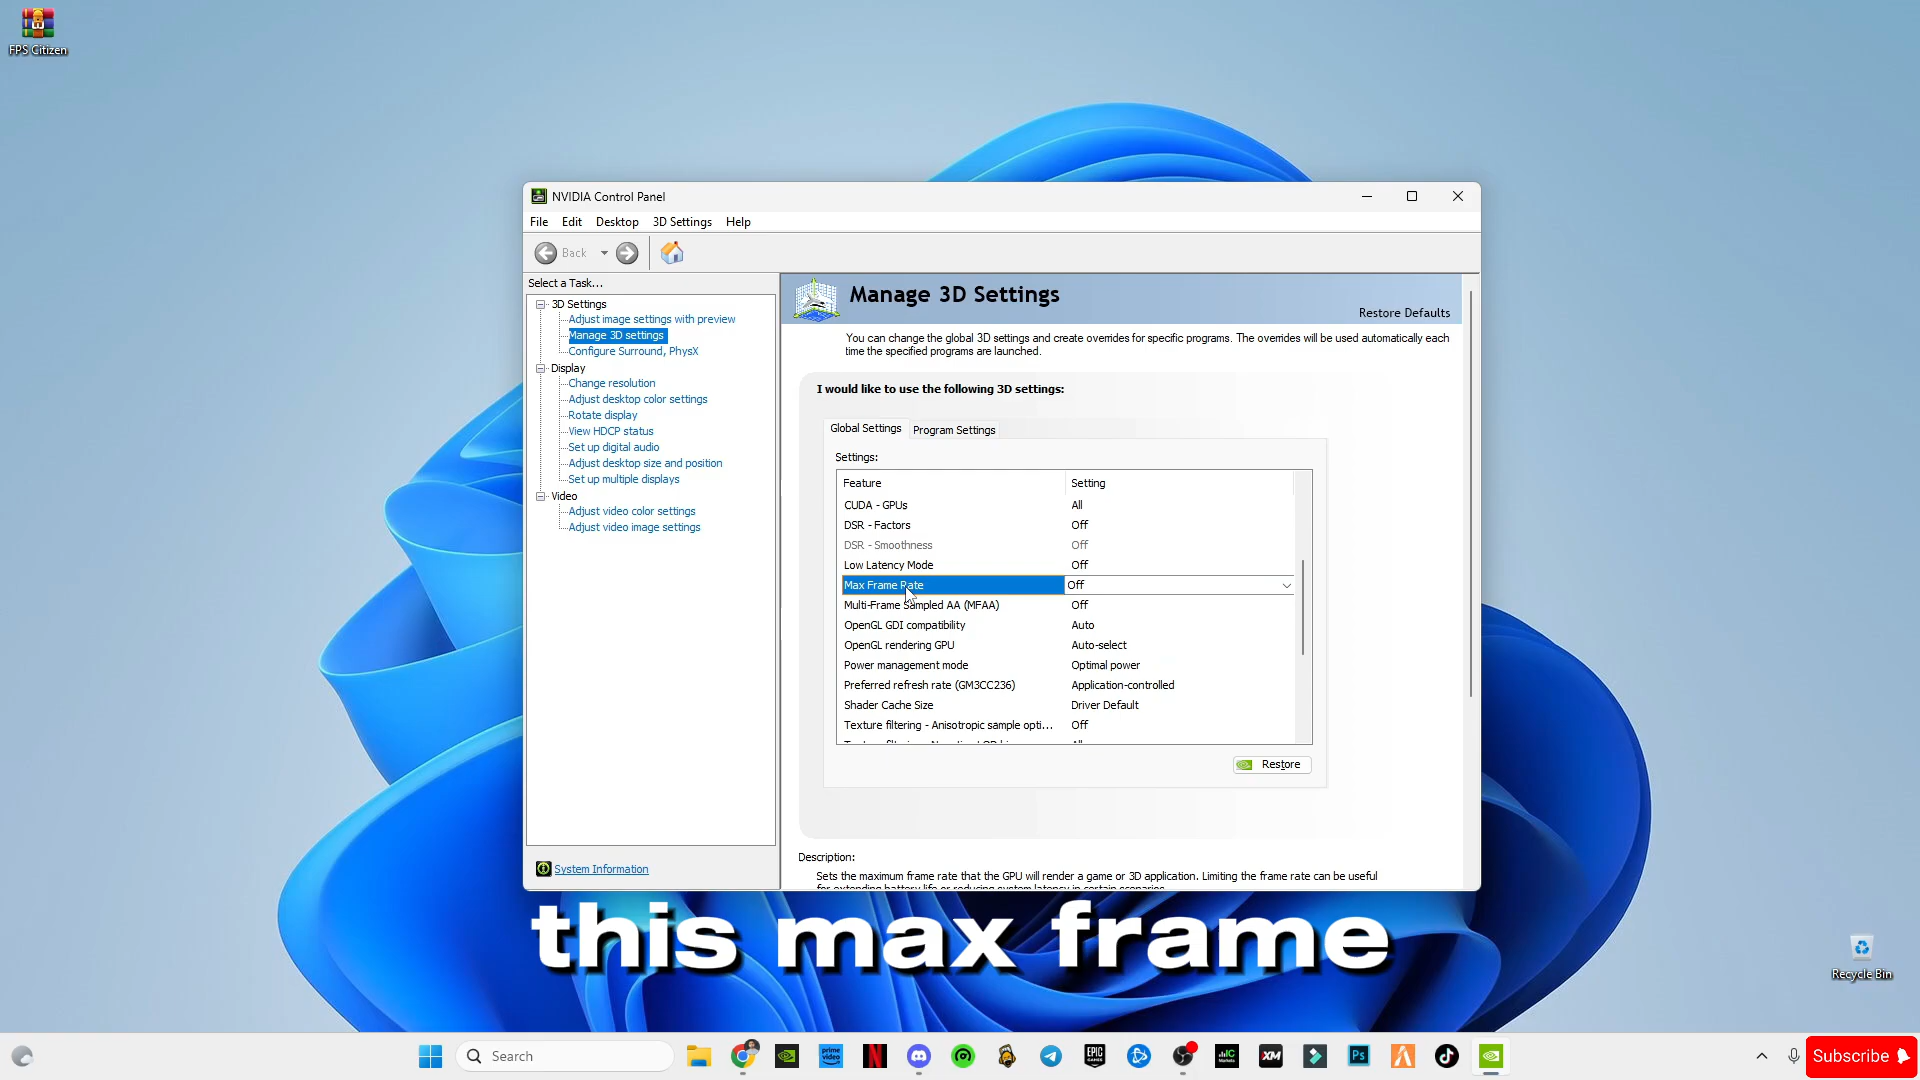 FPS Citizen
NVIDIA Control Panel
File Edit Desktop 3D Settings Help
Back
Select a Task...
3D Settings
Adjust image settings with preview
Manage 3D settings
Configure Surround, PhysX
Display
Change resolution
Adjust desktop color settings
Rotate display
View HDCP status
Set up digital audio
Adjust desktop size and position
Set up multiple displays
Video
Adjust video color settings
Adjust video image settings
System Information
Manage 3D Settings
Restore Defaults
You can change the global 3D settings and create overrides for specific programs. The overrides will be used automatically each
time the specified programs are launched.
I would like to use the following 3D settings:
Global Settings Program Settings
Settings:
Feature Setting
CUDA - GPUs All
DSR - Factors Off
DSR - Smoothness Off
Low Latency Mode Off
Max Frame Rate Off
Multi-Frame Sampled AA (MFAA) Off
OpenGL GDI compatibility Auto
OpenGL rendering GPU Auto-select
Power management mode Optimal power
Preferred refresh rate (GM3CC236) Application-controlled
Shader Cache Size Driver Default
Texture filtering - Anisotropic sample opti... Off
Restore
Description:
Sets the maximum frame rate that the GPU will render a game or 3D application. Limiting the frame rate can be useful
for extending battery life or reducing system latency in certain scenarios.
this max frame
Recycle Bin
Search
prime video
N
EPIC GAMES
XM
Ps
Subscribe